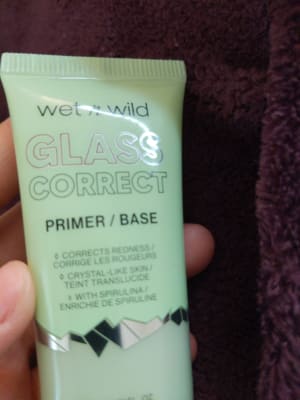 wet n wild
GLASS
CORRECT
PRIMER / BASE
◊ CORRECTS REDNESS /
CORRIGE LES ROUGEURS
◊ CRYSTAL-LIKE SKIN /
TEINT TRANSLUCIDE
◊ WITH SPIRULINA /
ENRICHIE DE SPIRULINE